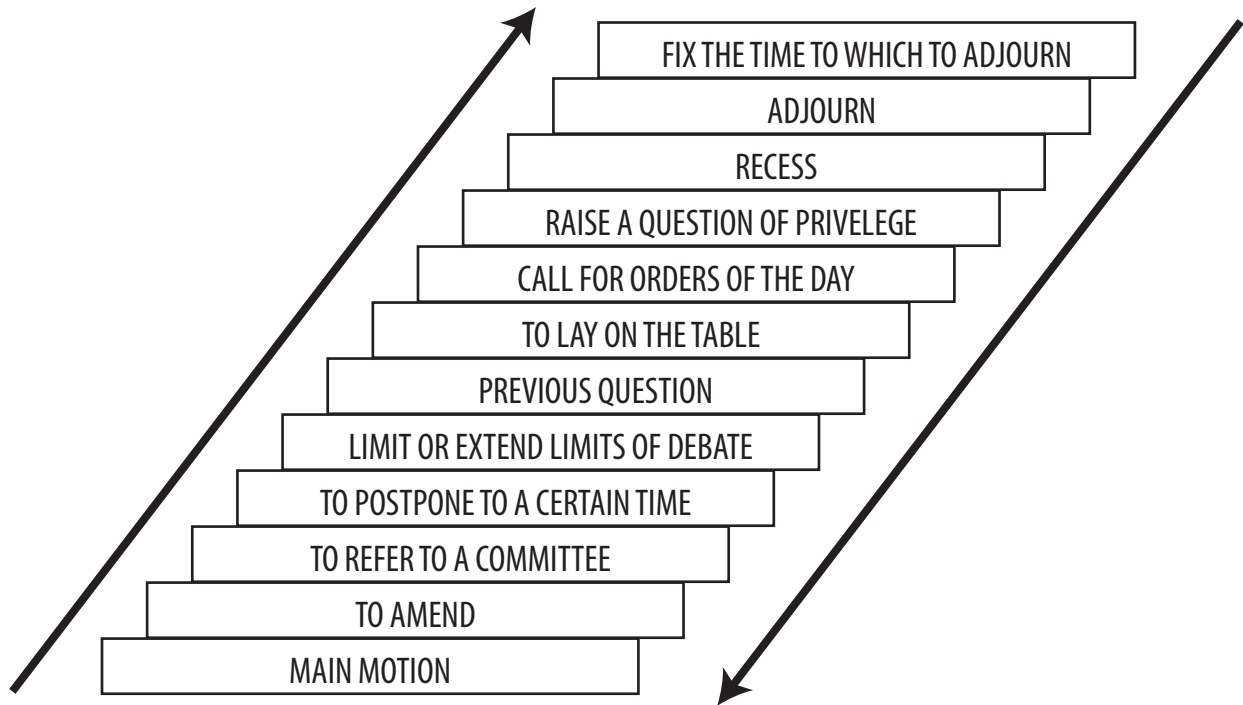 FIX THE TIME TO WHICH TO ADJOURN
ADJOURN
RECESS
RAISE A QUESTION OF PRIVELEGE
CALL FOR ORDERS OF THE DAY
TO LAY ON THE TABLE
PREVIOUS QUESTION
LIMIT OR EXTEND LIMITS OF DEBATE
TO POSTPONE TO A CERTAIN TIME
TO REFER TO A COMMITTEE
TO AMEND
MAIN MOTION